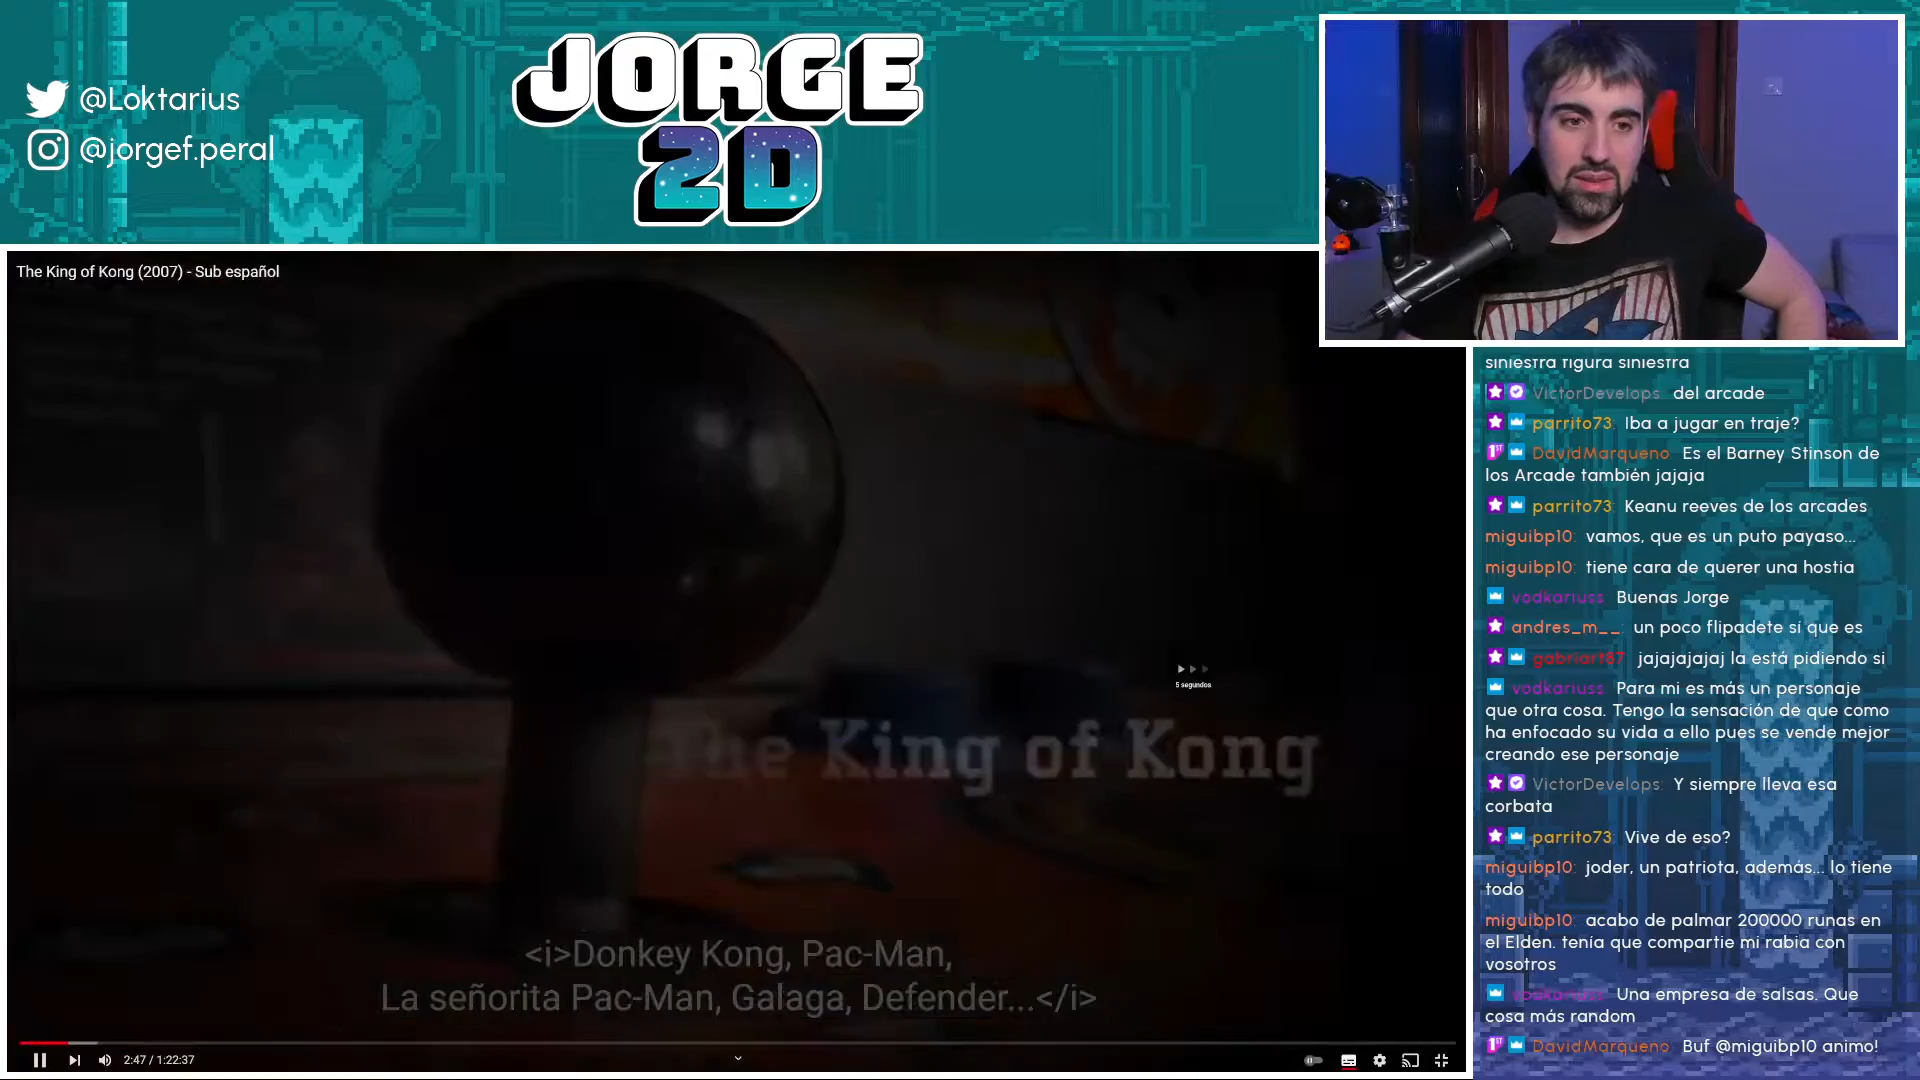 @Loktarius
@jorgef.peral
JORGE
2D
The King of Kong (2007) - Sub español
5 segundos
The King of Kong
<i>Donkey Kong, Pac-Man,
La señorita Pac-Man, Galaga, Defender...</i>
2:47 / 1:22:37
siniestra figura siniestra
VictorDevelops: del arcade
parrito73: Iba a jugar en traje?
DavidMarqueno: Es el Barney Stinson de
los Arcade también jajaja
parrito73: Keanu reeves de los arcades
miguibp10: vamos, que es un puto payaso...
miguibp10: tiene cara de querer una hostia
vodkariuss: Buenas Jorge
andres_m__: un poco flipadete sí que es
gabriart87: jajajajajaj la está pidiendo si
vodkariuss: Para mi es más un personaje
que otra cosa. Tengo la sensación de que como
ha enfocado su vida a ello pues se vende mejor
creando ese personaje
VictorDevelops: Y siempre lleva esa
corbata
parrito73: Vive de eso?
miguibp10: joder, un patriota, además... lo tiene
todo
miguibp10: acabo de palmar 200000 runas en
el Elden. tenía que compartie mi rabia con
vosotros
vodkariuss: Una empresa de salsas. Que
cosa más random
DavidMarqueno: Buf @miguibp10 animo!